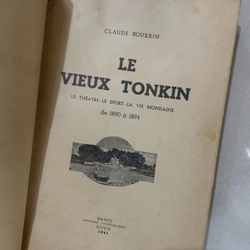 CLAUDE BOURRIN
LE
VIEUX TONKIN
LE THÉATRE - LE SPORT - LA VIE MONDAINE
de 1890 à 1894
HANOI
1941